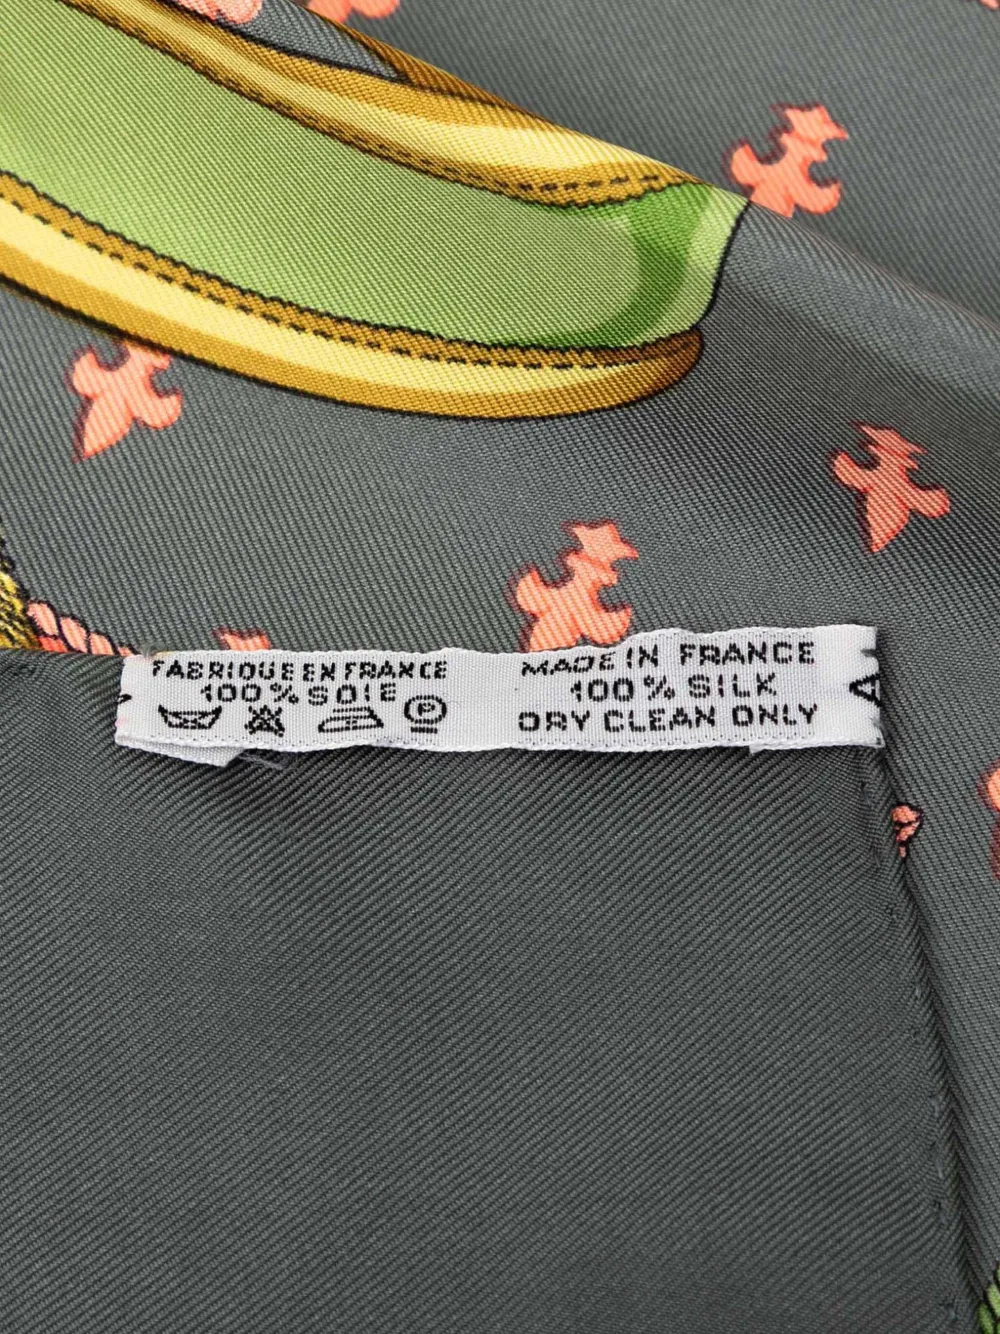 FABRIQUE EN FRANCE
100% SOIE
P
MADE IN FRANCE
100% SILK
DRY CLEAN ONLY